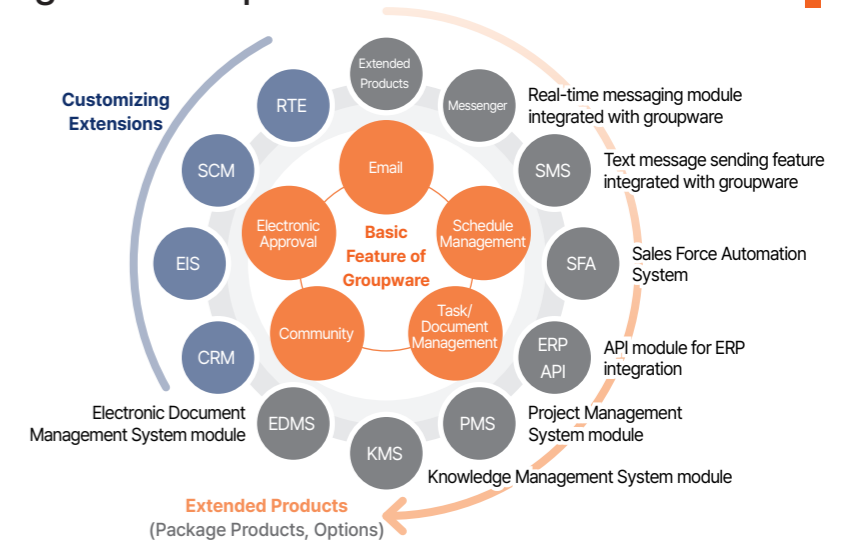 Customizing
Extensions
Extended
Products
RTE
Messenger
Real-time messaging module
integrated with groupware
SCM
SMS
Text message sending feature
integrated with groupware
Email
Electronic
Approval
Schedule
Management
Basic
Feature of
Groupware
EIS
SFA
Sales Force Automation
System
Community
Task/
Document
Management
CRM
ERP
API
API module for ERP
integration
Electronic Document
Management System module
EDMS
KMS
PMS
Project Management
System module
Knowledge Management System module
Extended Products
(Package Products, Options)